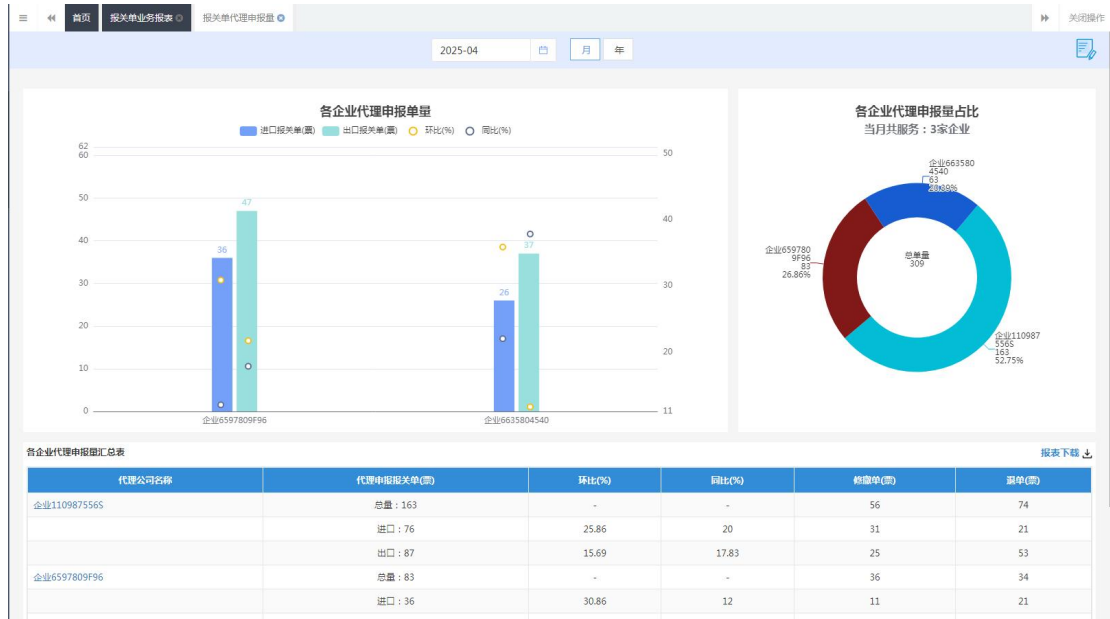 首页 报关单业务报表 报关单代理申报量 关闭操作
2025-04 月 年
各企业代理申报单量
进口报关单(票) 出口报关单(票) 环比(%) 同比(%)
62
60
50
40
30
20
10
0
50
40
30
20
11
36
47
26
37
企业6597809F96
企业6635804540
各企业代理申报量占比
当月共服务：3家企业
企业663580
4540
63
20.39%
企业659780
9F96
83
26.86%
总单量
309
企业110987
556S
163
52.75%
各企业代理申报量汇总表 报表下载
代理公司名称 代理申报报关单(票) 环比(%) 同比(%) 修撤单(票) 退单(票)
企业110987556S 总量：163 - - 56 74
进口：76 25.86 20 31 21
出口：87 15.69 17.83 25 53
企业6597809F96 总量：83 - - 36 34
进口：36 30.86 12 11 21